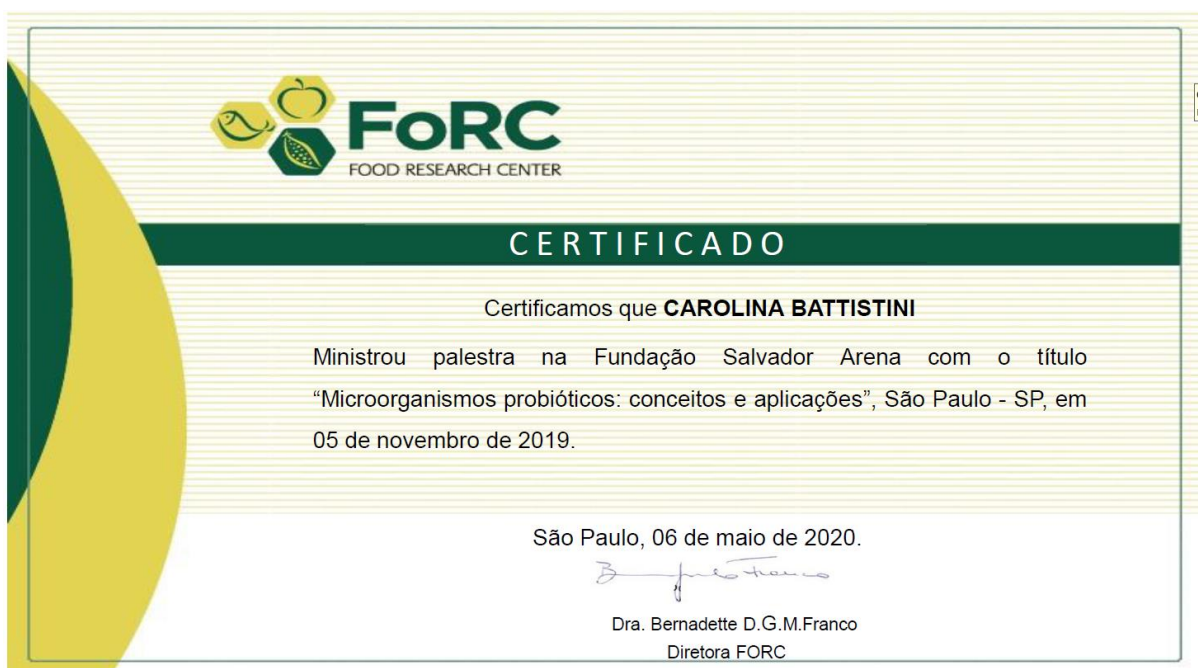 FoRC
FOOD RESEARCH CENTER
CERTIFICADO
Certificamos que CAROLINA BATTISTINI
Ministrou palestra na Fundação Salvador Arena com o título
“Microorganismos probióticos: conceitos e aplicações”, São Paulo - SP, em
05 de novembro de 2019.
São Paulo, 06 de maio de 2020.
Dra. Bernadette D.G.M.Franco
Diretora FORC